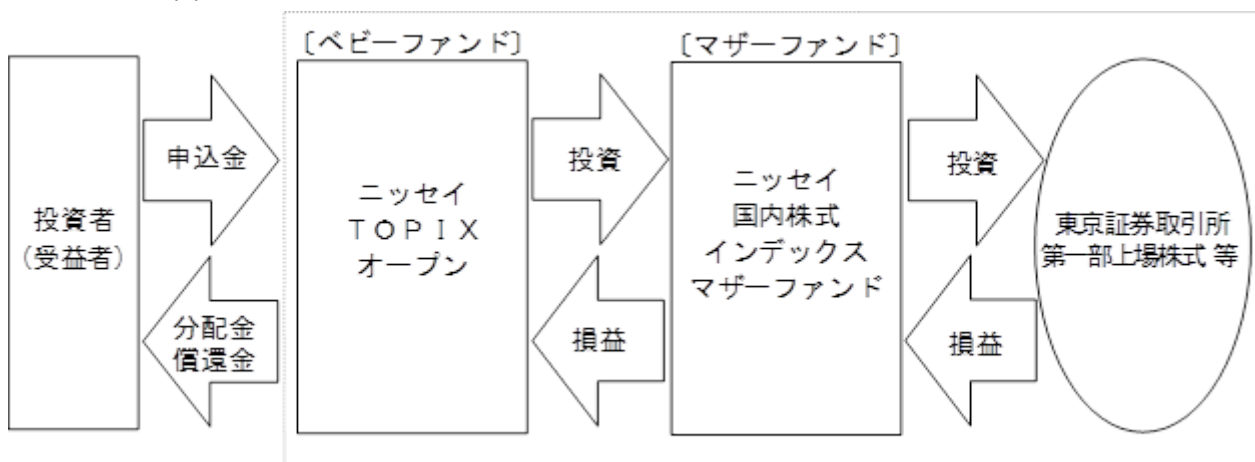 〔ベビーファンド〕
〔マザーファンド〕
投資者
（受益者）
申込金
分配金
償還金
ニッセイ
ＴＯＰＩＸ
オープン
投資
損益
ニッセイ
国内株式
インデックス
マザーファンド
投資
損益
東京証券取引所
第一部上場株式 等